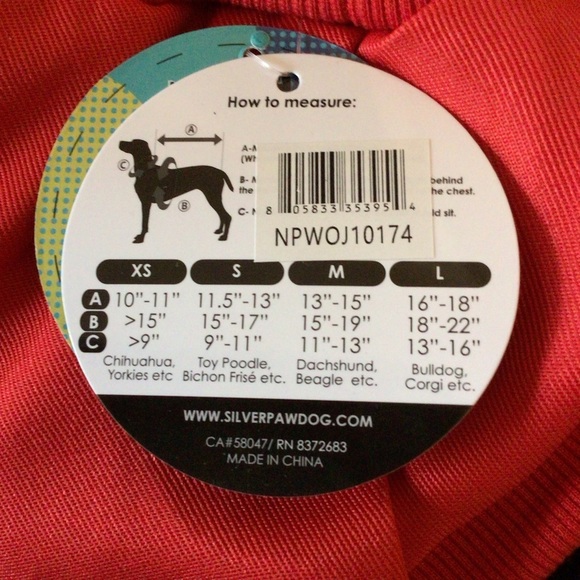 How to measure:
A
A-M
(Wh
C
B- M
behind
the
he chest.
B
C- N
ld sit.
8 05833 35395 4
NPWOJ10174
XS S M L
A 10"-11" 11.5"-13" 13"-15" 16"-18"
B >15" 15"-17" 15"-19" 18"-22"
C >9" 9"-11" 11"-13" 13"-16"
Chihuahua, Toy Poodle, Dachshund, Bulldog,
Yorkies etc Bichon Frisé etc. Beagle etc. Corgi etc.
WWW.SILVERPAWDOG.COM
CA#58047/ RN 8372683
MADE IN CHINA